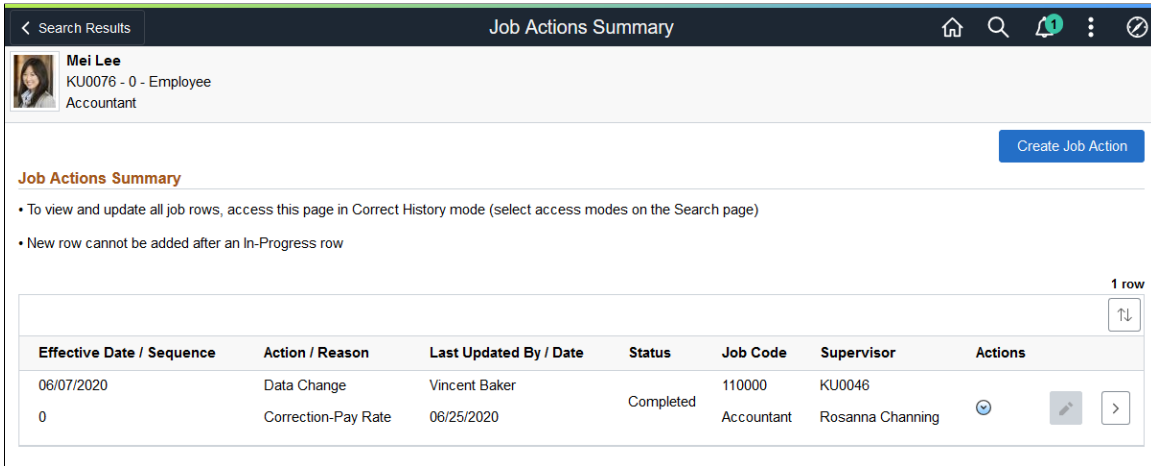 Search Results
Job Actions Summary
1
Mei Lee
KU0076 - 0 - Employee
Accountant
Create Job Action
Job Actions Summary
• To view and update all job rows, access this page in Correct History mode (select access modes on the Search page)
• New row cannot be added after an In-Progress row
1 row
Effective Date / Sequence Action / Reason Last Updated By / Date Status Job Code Supervisor Actions
06/07/2020 Data Change Vincent Baker 110000 KU0046
Completed
0 Correction-Pay Rate 06/25/2020 Accountant Rosanna Channing